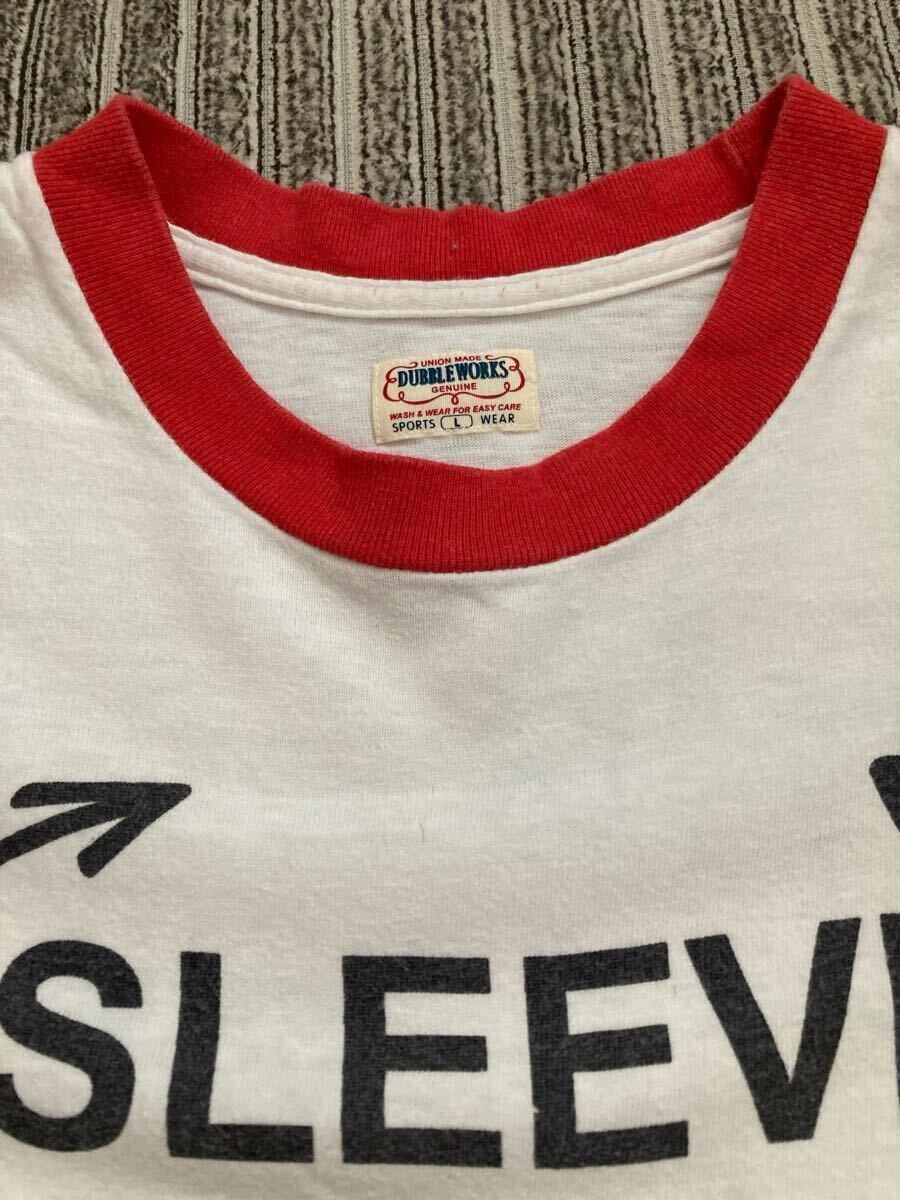 UNION MADE
DUBBLEWORKS
GENUINE
WASH & WEAR FOR EASY CARE
SPORTS L WEAR
SLEEV